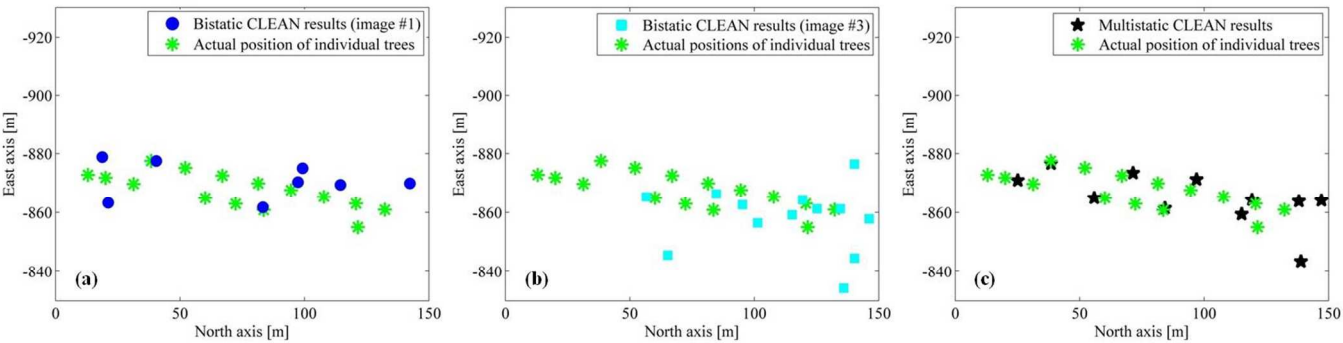 Bistatic CLEAN results (image #1)
Actual position of individual trees
-920
-900
-880
-860
-840
East axis [m]
(a)
0
50
100
150
North axis [m]
Bistatic CLEAN results (image #3)
Actual positions of individual trees
-920
-900
-880
-860
-840
East axis [m]
(b)
0
50
100
150
North axis [m]
Multistatic CLEAN results
Actual position of individual trees
-920
-900
-880
-860
-840
East axis [m]
(c)
0
50
100
150
North axis [m]